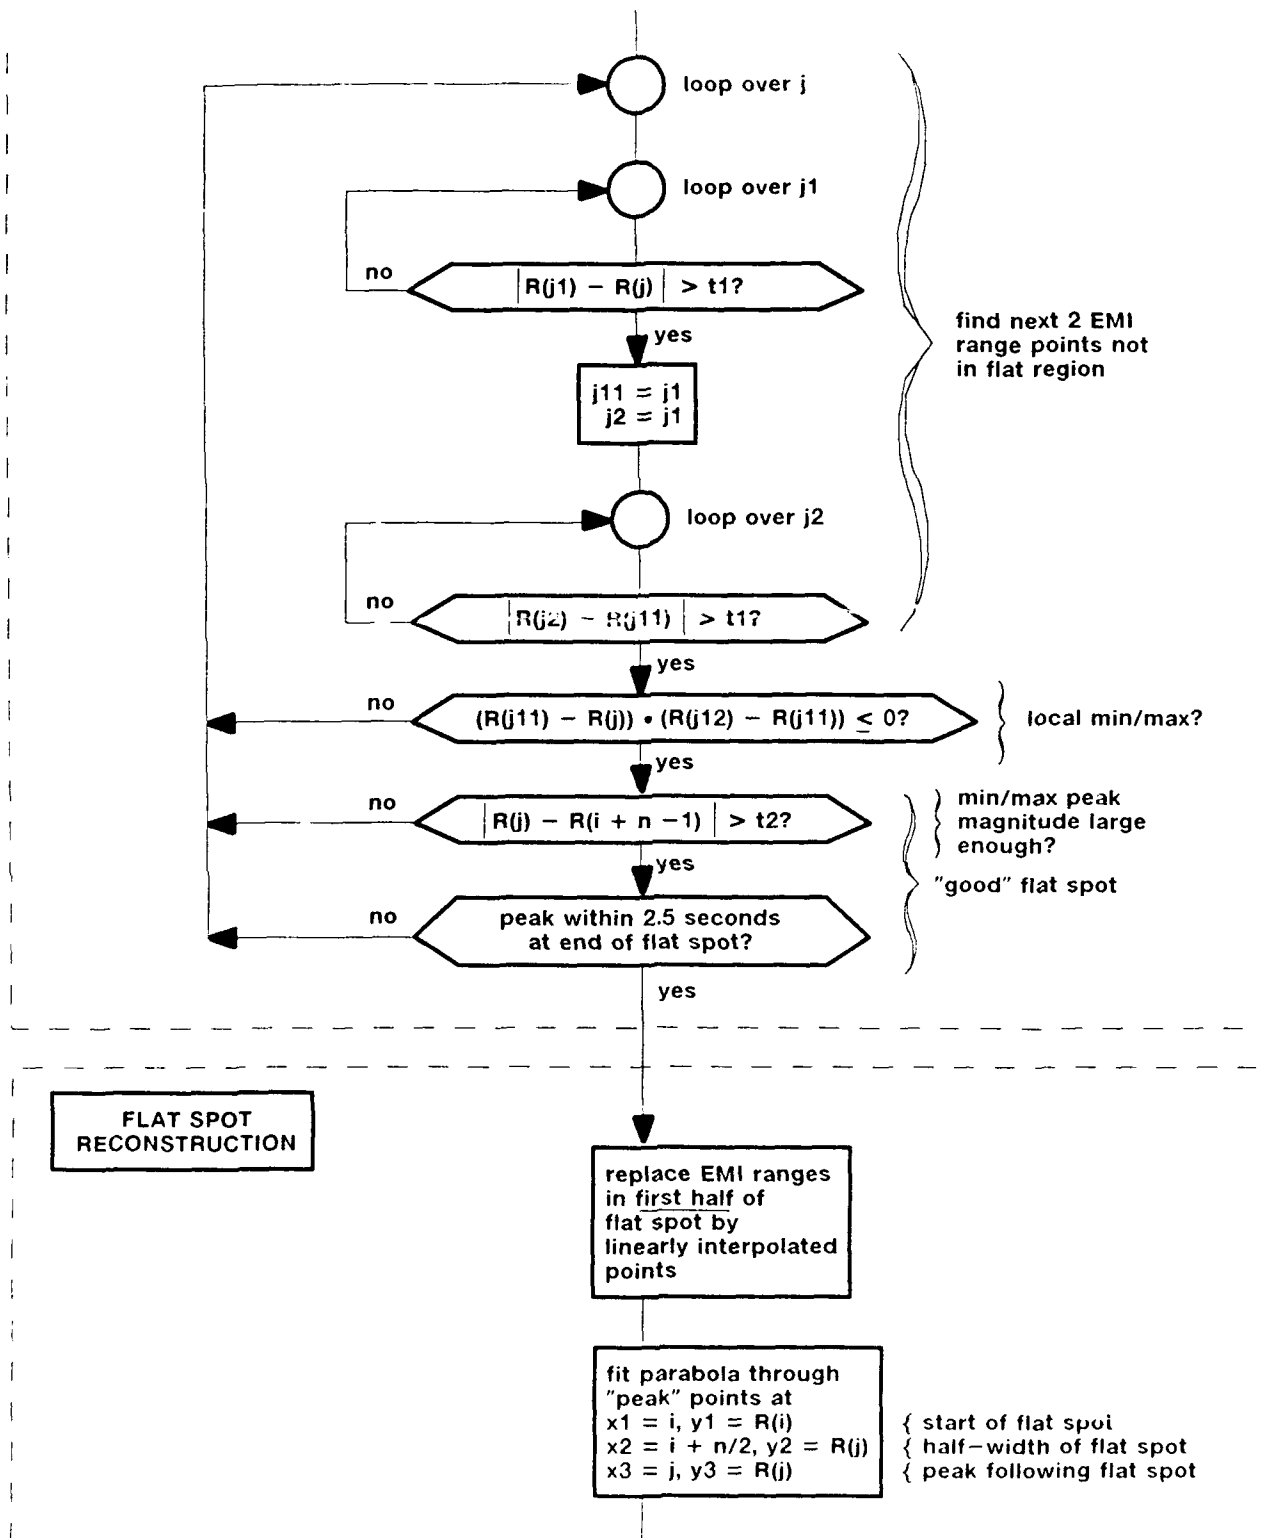 loop over j
loop over j1
no
|R(j1) − R(j)| > t1?
yes
find next 2 EMI
range points not
in flat region
j11 = j1
j2 = j1
loop over j2
no
|R(j2) − R(j11)| > t1?
yes
no
(R(j11) − R(j)) • (R(j12) − R(j11)) ≤ 0?
local min/max?
yes
no
|R(j) − R(i + n −1)| > t2?
min/max peak
magnitude large
enough?
yes
"good" flat spot
no
peak within 2.5 seconds
at end of flat spot?
yes
FLAT SPOT
RECONSTRUCTION
replace EMI ranges
in first half of
flat spot by
linearly interpolated
points
fit parabola through
"peak" points at
x1 = i, y1 = R(i) { start of flat spot
x2 = i + n/2, y2 = R(j) { half−width of flat spot
x3 = j, y3 = R(j) { peak following flat spot